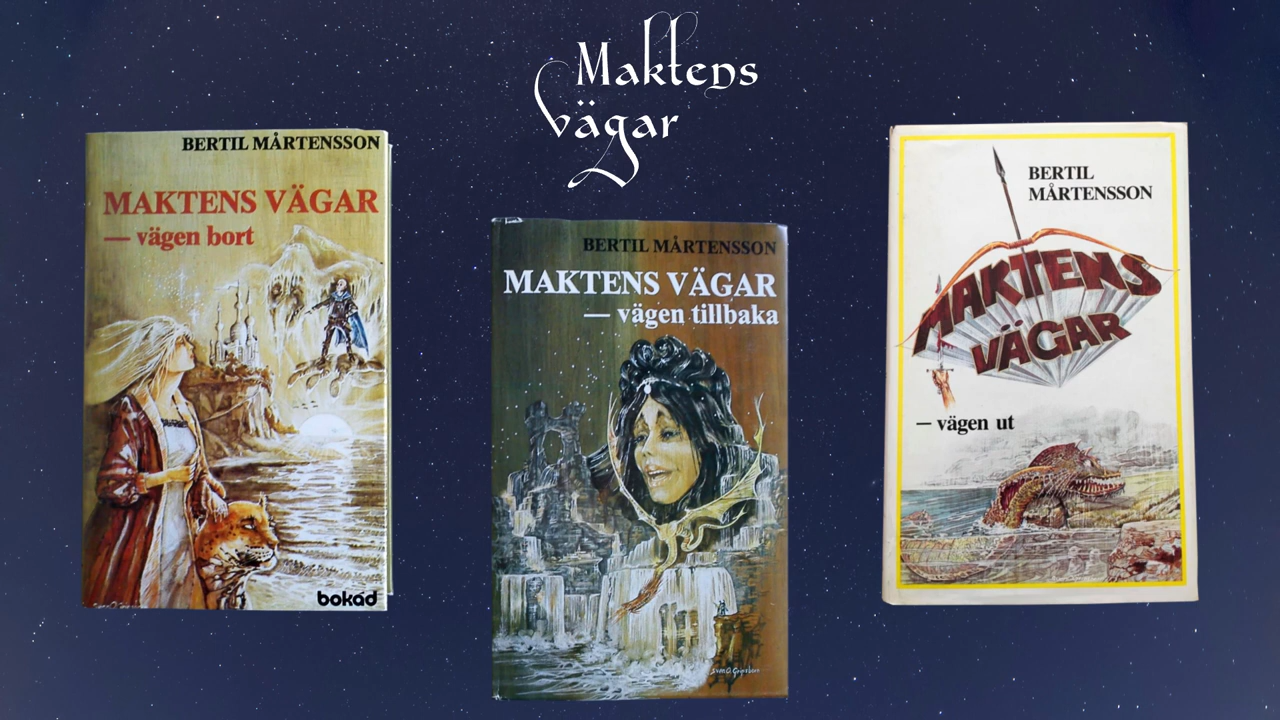 Maktens
vägar
BERTIL MÅRTENSSON
MAKTENS VÄGAR
— vägen bort
bokád
BERTIL MÅRTENSSON
MAKTENS VÄGAR
— vägen tillbaka
BERTIL
MÅRTENSSON
MAKTENS
VÄGAR
— vägen ut